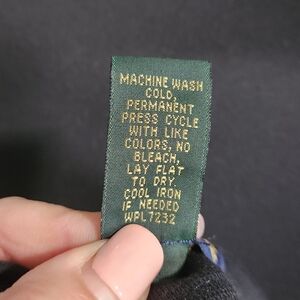 MACHINE WASH
COLD,
PERMANENT
PRESS CYCLE
WITH LIKE
COLORS, NO
BLEACH,
LAY FLAT
TO DRY.
COOL IRON
IF NEEDED
WPL7232